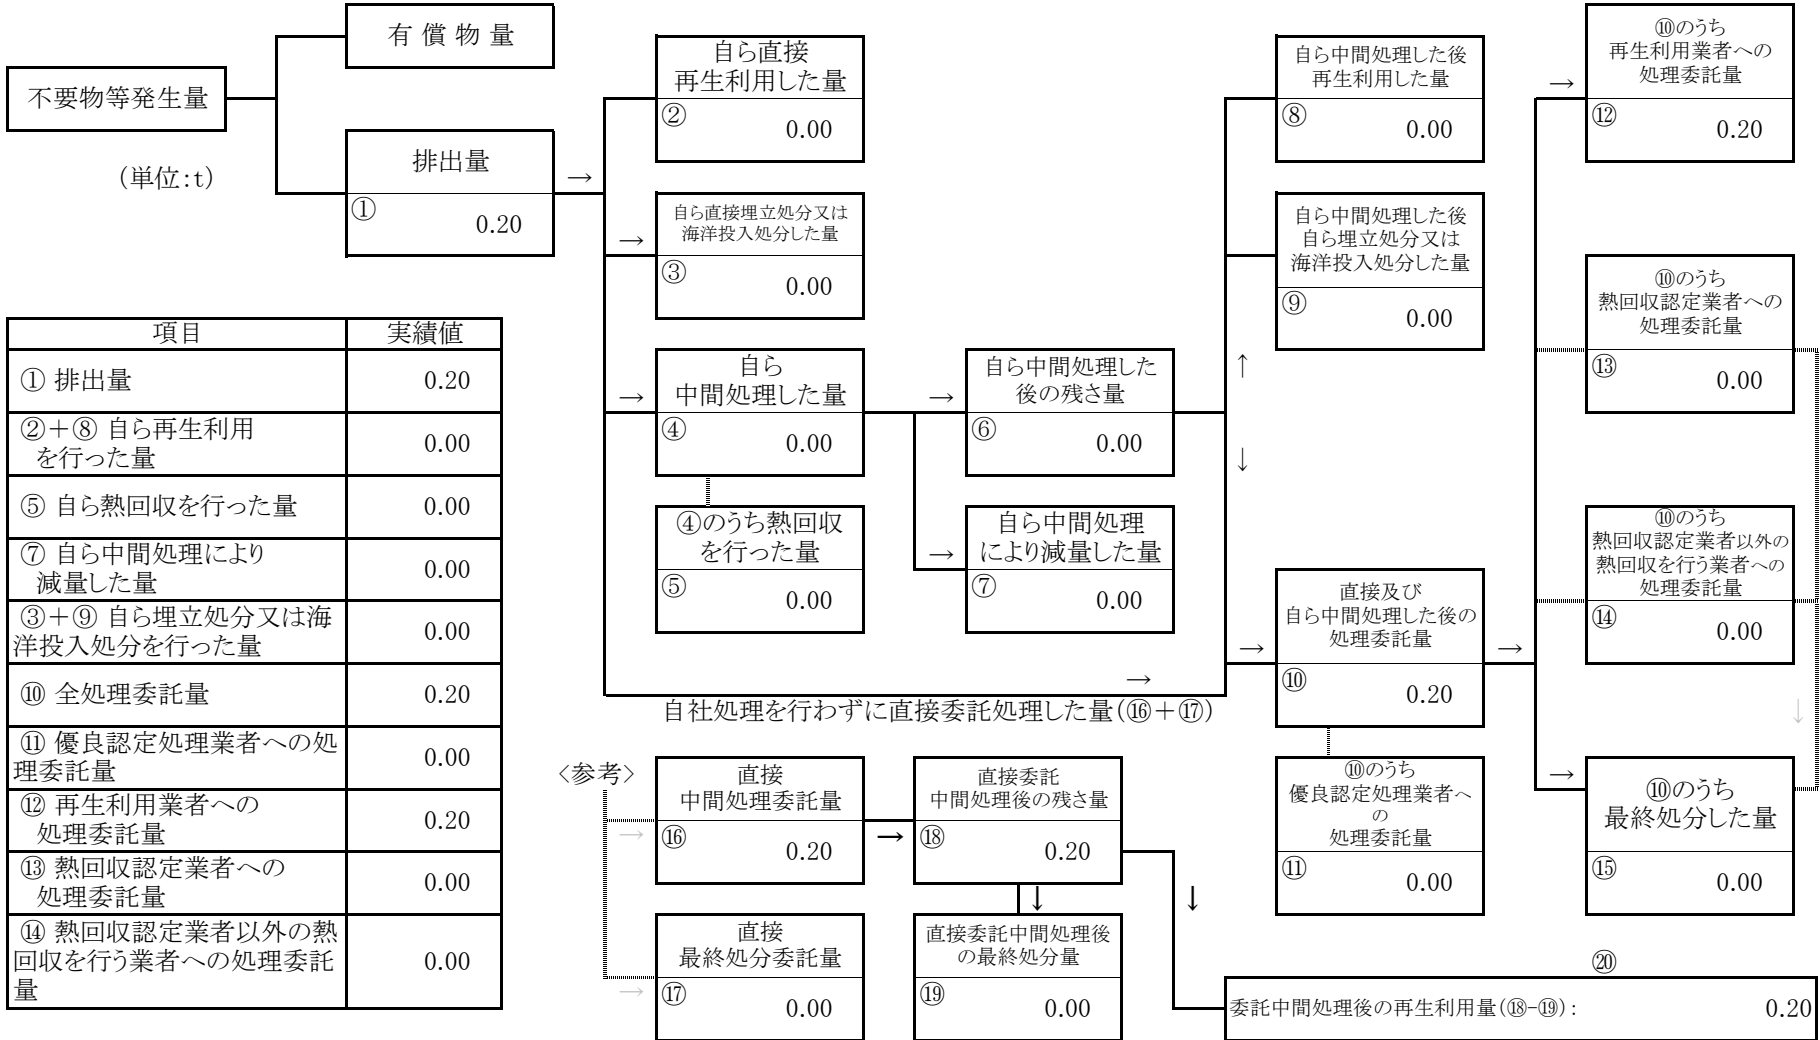 不要物等発生量
(単位:t)
有 償 物 量
排出量
①
0.20
→
自ら直接
再生利用した量
②
0.00
→
自ら直接埋立処分又は
海洋投入処分した量
③
0.00
→
自ら
中間処理した量
④
0.00
④のうち熱回収
を行った量
⑤
0.00
→
自ら中間処理した
後の残さ量
⑥
0.00
→
自ら中間処理
により減量した量
⑦
0.00
自ら中間処理した後
再生利用した量
⑧
0.00
自ら中間処理した後
自ら埋立処分又は
海洋投入処分した量
⑨
0.00
↑
↓
→
自社処理を行わずに直接委託処理した量(⑯+⑰)
→
直接及び
自ら中間処理した後の
処理委託量
⑩
0.20
→
⑩のうち
優良認定処理業者へ
の
処理委託量
⑪
0.00
→
⑩のうち
再生利用業者への
処理委託量
⑫
0.20
⑩のうち
熱回収認定業者への
処理委託量
⑬
0.00
⑩のうち
熱回収認定業者以外の
熱回収を行う業者への
処理委託量
⑭
0.00
↓
→
⑩のうち
最終処分した量
⑮
0.00
項目 実績値
① 排出量 0.20
②+⑧ 自ら再生利用
を行った量 0.00
⑤ 自ら熱回収を行った量 0.00
⑦ 自ら中間処理により
減量した量 0.00
③+⑨ 自ら埋立処分又は海
洋投入処分を行った量 0.00
⑩ 全処理委託量 0.20
⑪ 優良認定処理業者への処
理委託量 0.00
⑫ 再生利用業者への
処理委託量 0.20
⑬ 熱回収認定業者への
処理委託量 0.00
⑭ 熱回収認定業者以外の熱
回収を行う業者への処理委託
量 0.00
<参考>
→
直接
中間処理委託量
⑯
0.20
→
直接委託
中間処理後の残さ量
⑱
0.20
↓
↓
→
直接
最終処分委託量
⑰
0.00
直接委託中間処理後
の最終処分量
⑲
0.00
⑳
委託中間処理後の再生利用量(⑱-⑲): 0.20